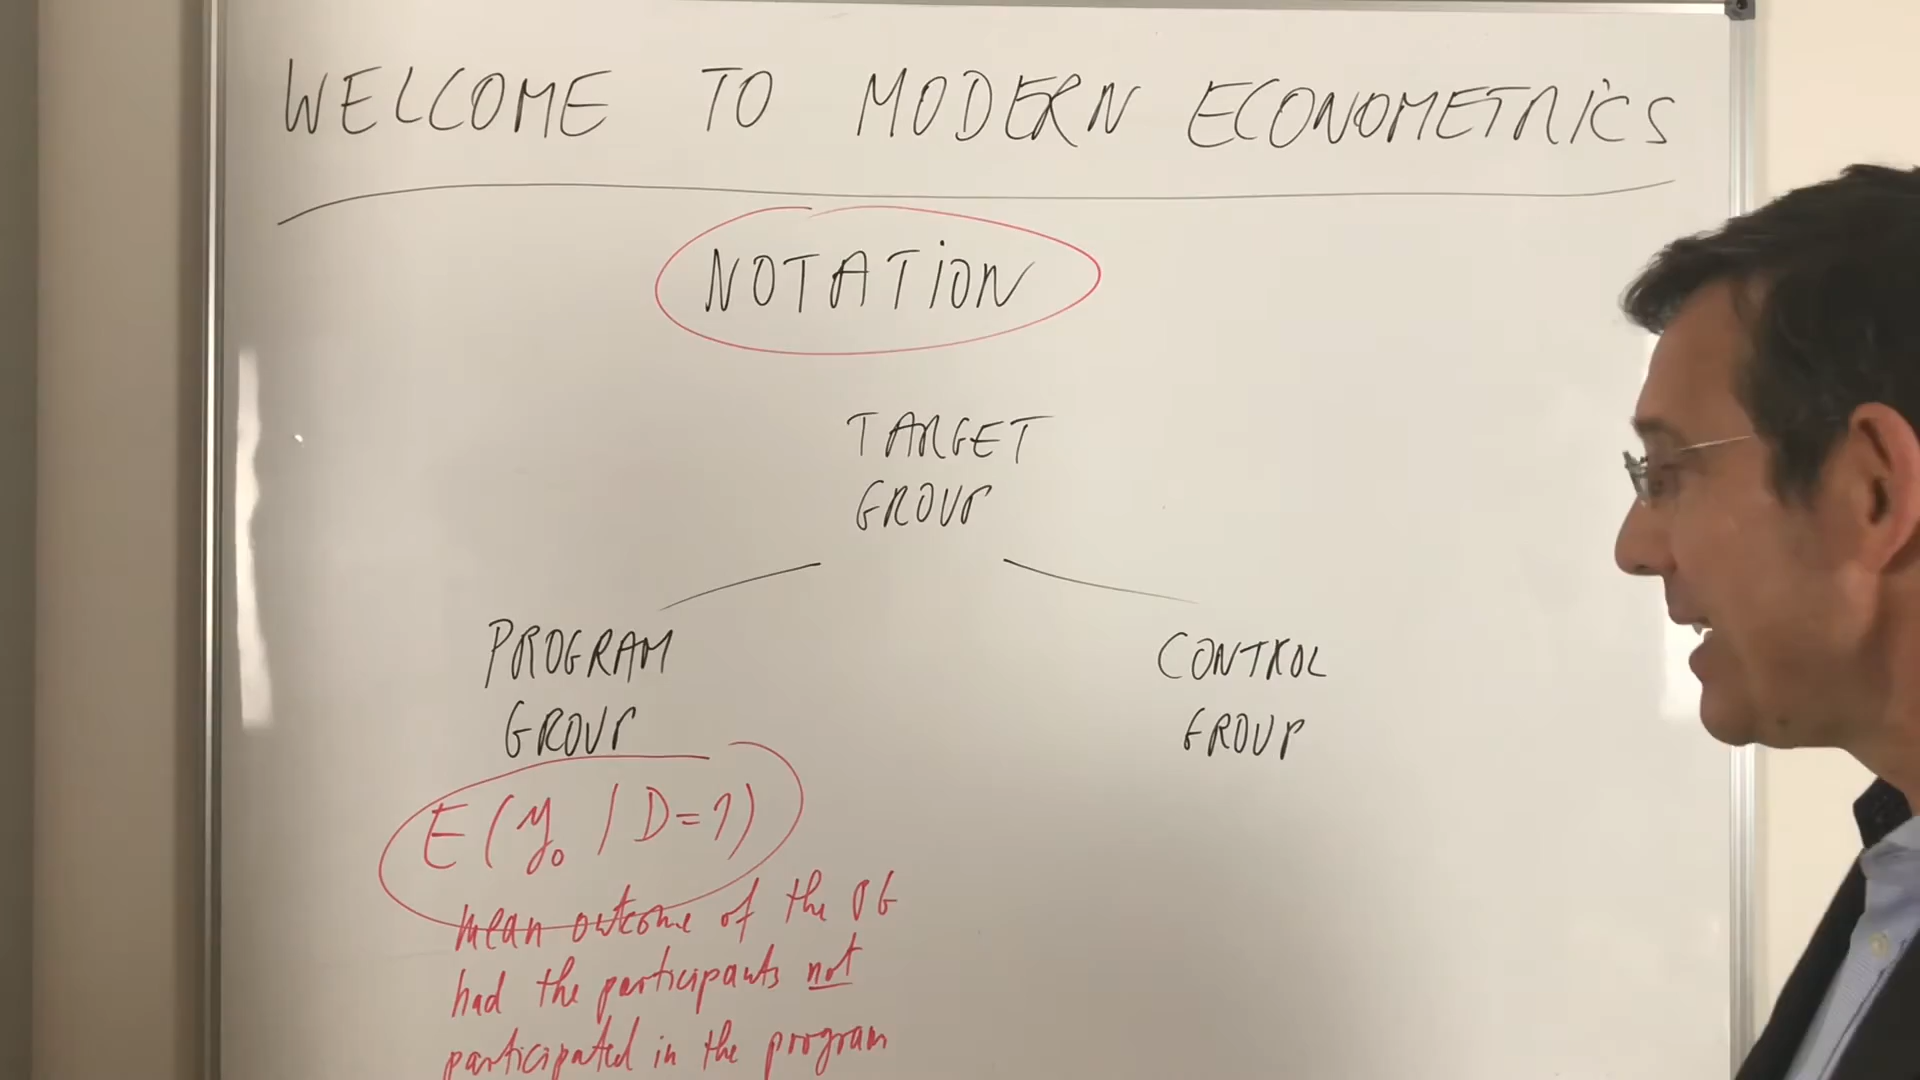 WELCOME TO MODERN ECONOMETRICS
NOTATION
TARGET
GROUP
PROGRAM
GROUP
CONTROL
GROUP
E(y₀ / D=1)
mean outcome of the PG
had the participants not
participated in the program